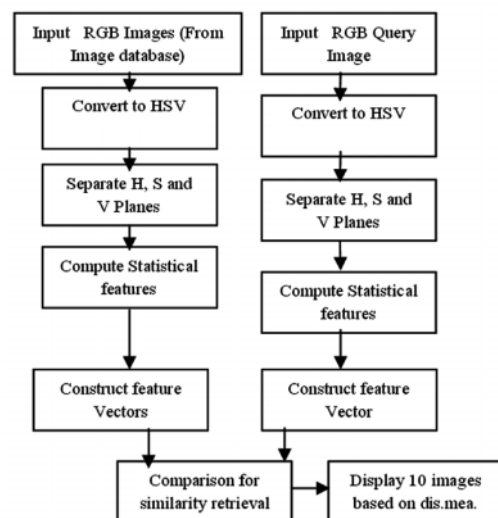 Input RGB Images (From
Image database)
Convert to HSV
Separate H, S and
V Planes
Compute Statistical
features
Construct feature
Vectors
Input RGB Query
Image
Convert to HSV
Separate H, S and
V Planes
Compute Statistical
features
Construct feature
Vector
Comparison for
similarity retrieval
Display 10 images
based on dis.mea.